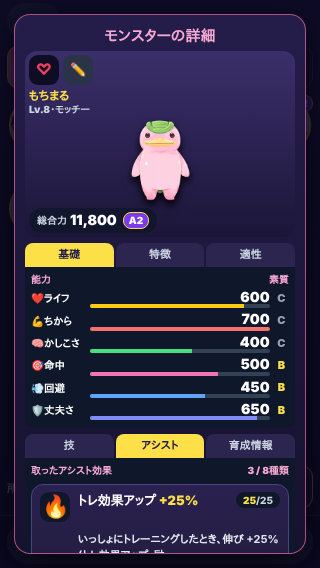 モンスターの詳細
もちまる
Lv.8・モッチー
総合力 11,800 A2
基礎 特徴 適性
能力 素質
ライフ 600 C
ちから 700 C
かしこさ 400 C
命中 500 B
回避 450 B
丈夫さ 650 B
技 アシスト 育成情報
取ったアシスト効果 3 / 8種類
トレ効果アップ +25% 25/25
いっしょにトレーニングしたとき、伸び +25%